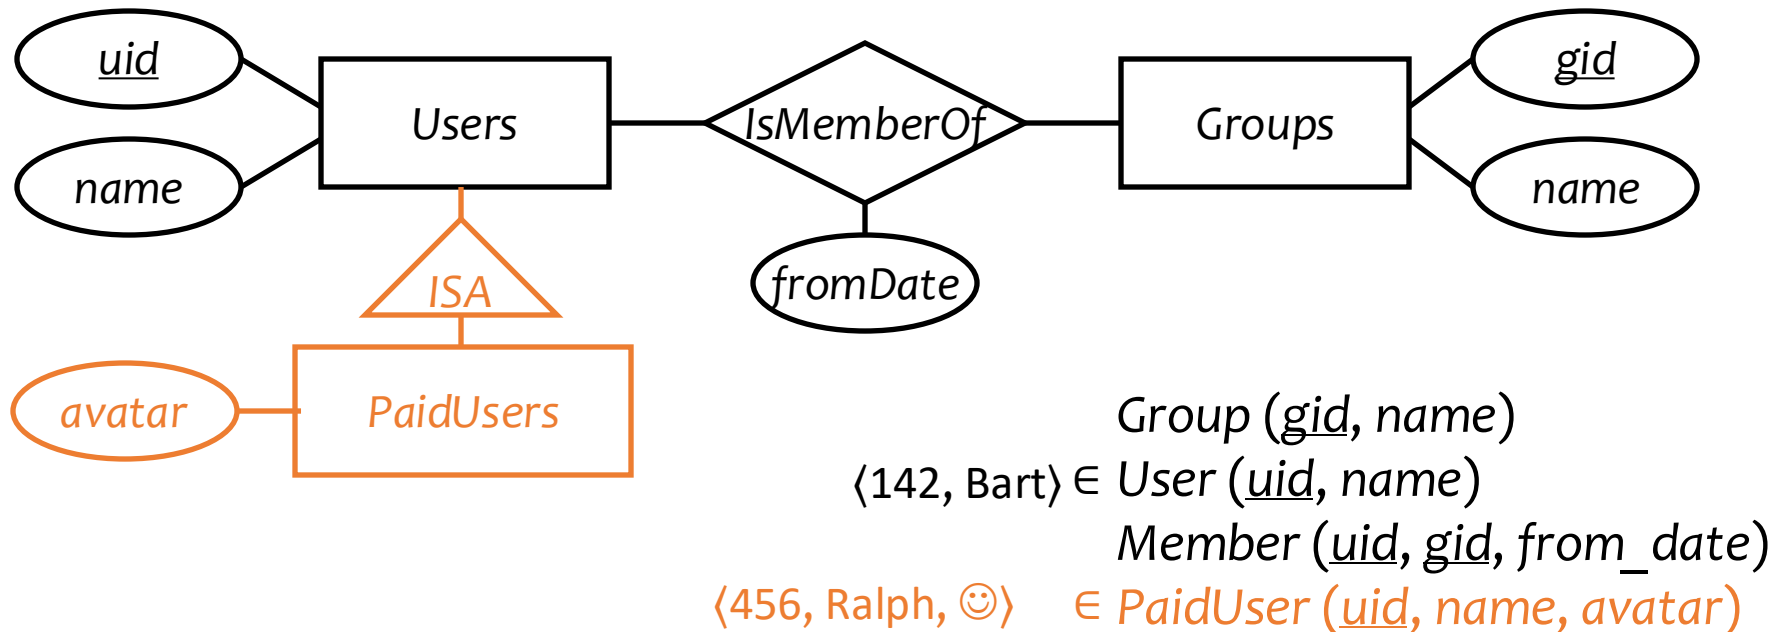 uid
name
Users
IsMemberOf
Groups
gid
name
fromDate
ISA
avatar
PaidUsers
Group (gid, name)
⟨142, Bart⟩ ∈ User (uid, name)
Member (uid, gid, from_date)
⟨456, Ralph, ☺⟩ ∈ PaidUser (uid, name, avatar)